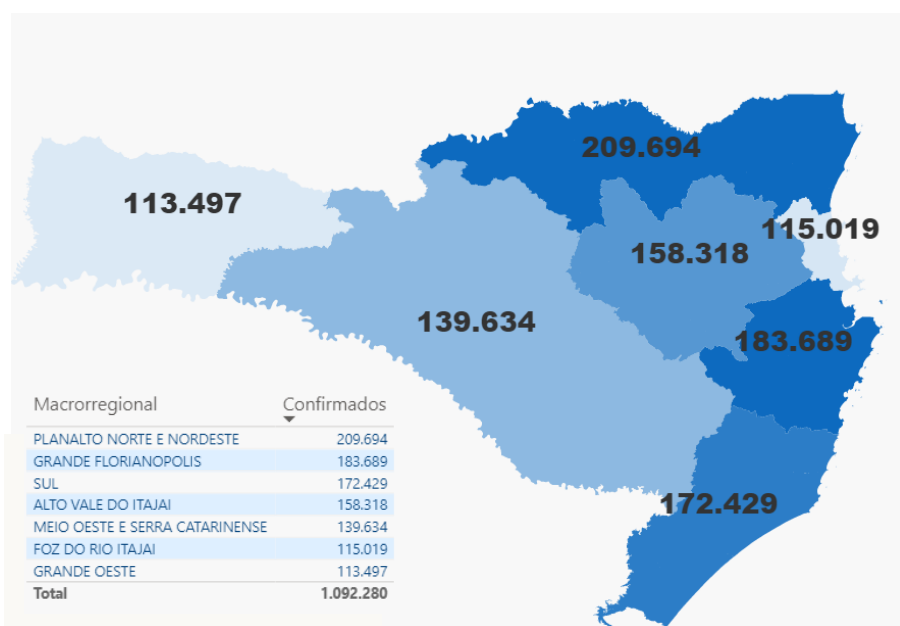 209.694
113.497
115.019
158.318
139.634
183.689
172.429
Macrorregional Confirmados
PLANALTO NORTE E NORDESTE 209.694
GRANDE FLORIANOPOLIS 183.689
SUL 172.429
ALTO VALE DO ITAJAI 158.318
MEIO OESTE E SERRA CATARINENSE 139.634
FOZ DO RIO ITAJAI 115.019
GRANDE OESTE 113.497
Total 1.092.280